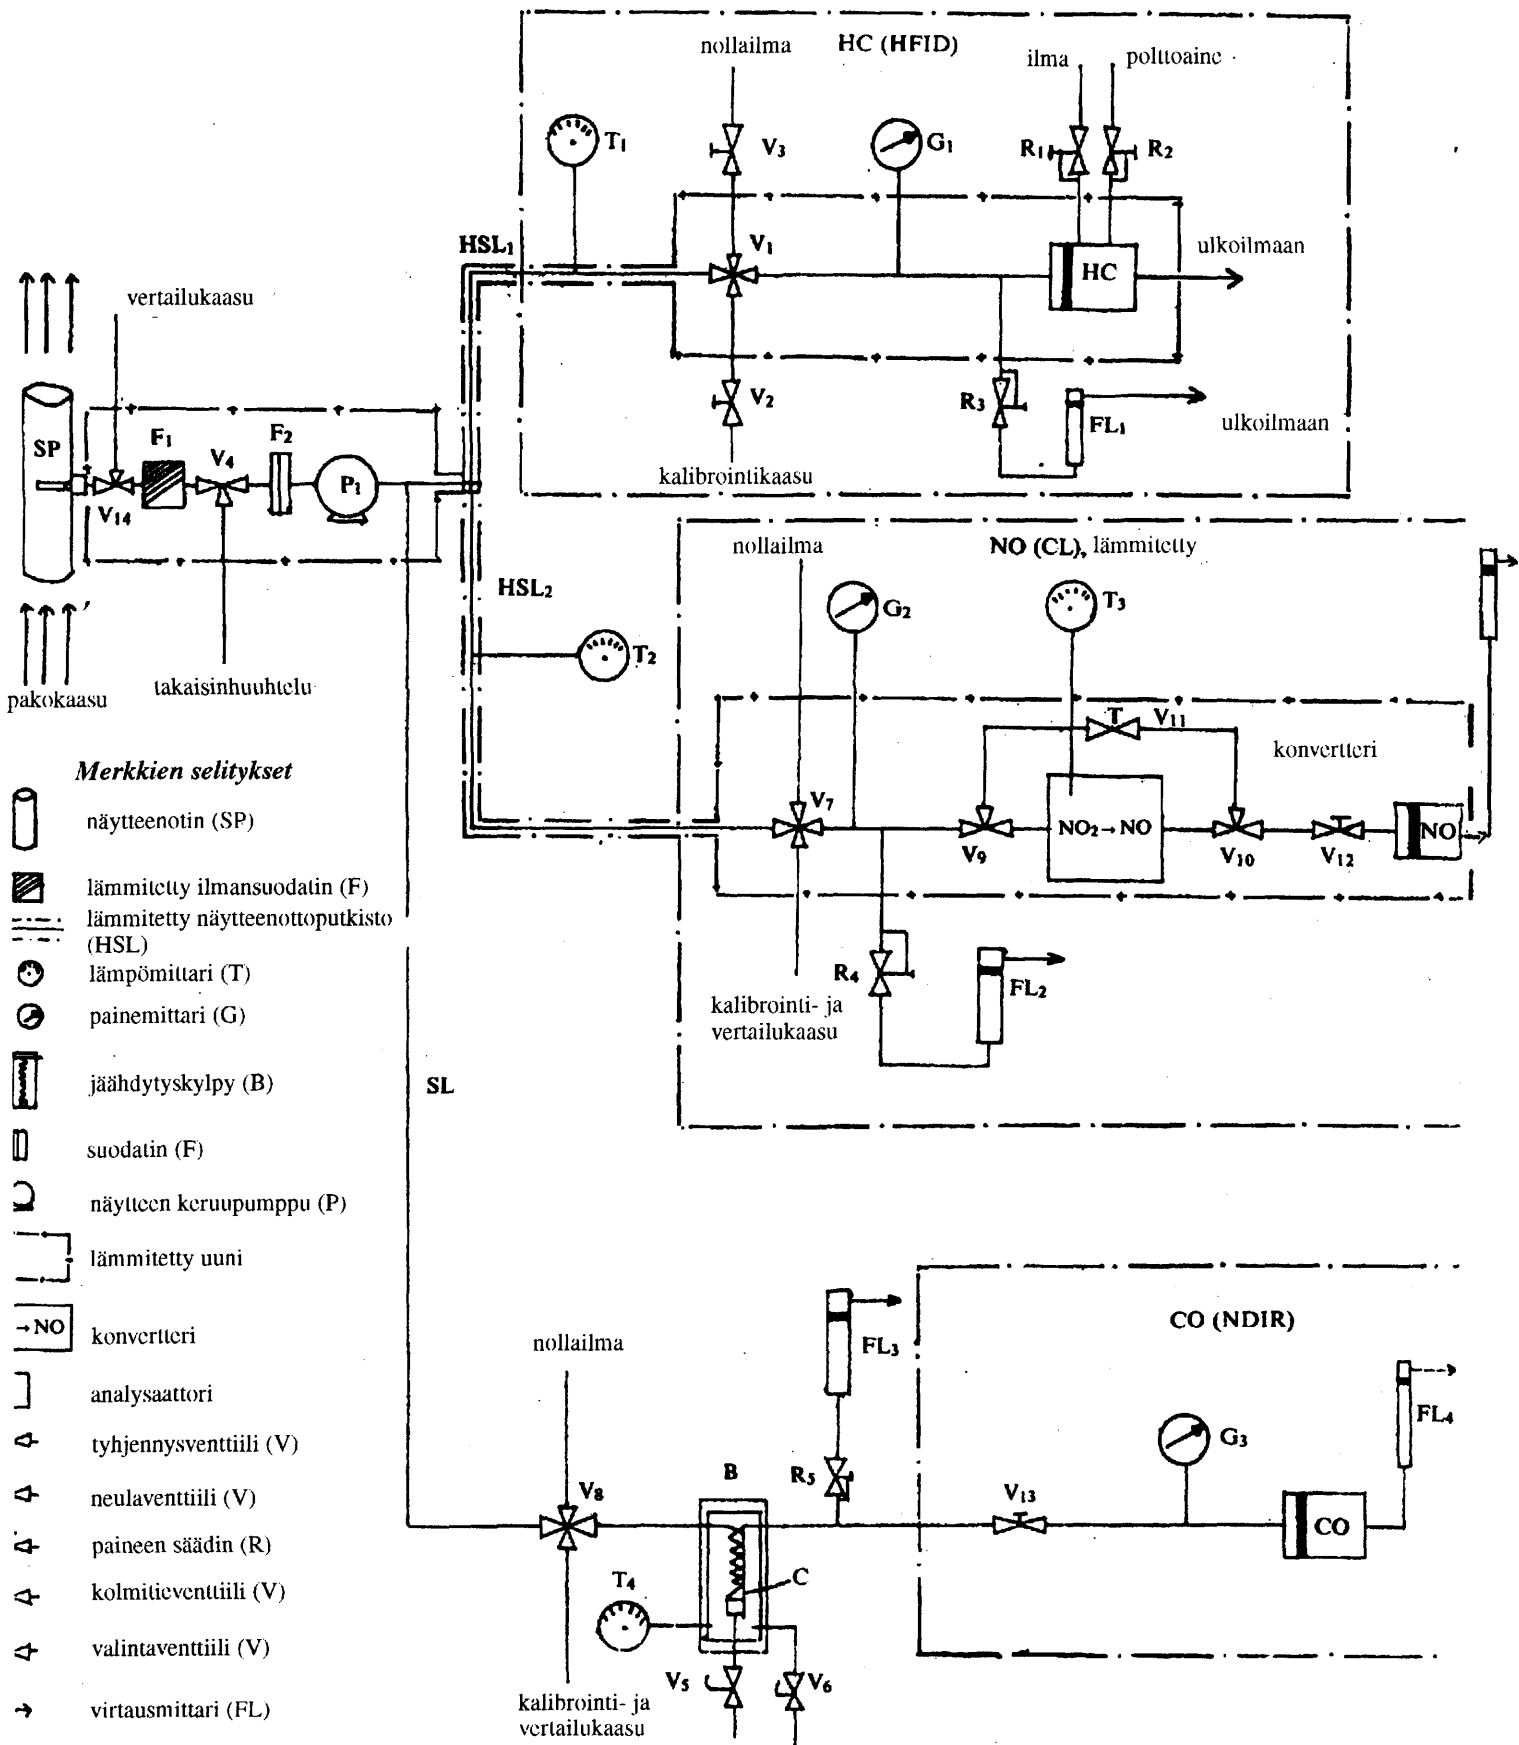 nollailma
HC (HFID)
ilma
polttoaine
T1
V3
G1
R1
R2
HSL1
V1
HC
ulkoilmaan
vertailukaasu
V2
R3
FL1
ulkoilmaan
kalibrointikaasu
SP
F1
V4
F2
P1
V14
HSL2
T2
pakokaasu
takaisinhuuhtelu
nollailma
NO (CL), lämmitetty
G2
T3
T
V11
konvertteri
V7
V9
NO2→NO
V10
V12
NO
R4
FL2
kalibrointi- ja
vertailukaasu
SL
Merkkien selitykset
näytteenotin (SP)
lämmitetty ilmansuodatin (F)
lämmitetty näytteenottoputkisto
(HSL)
lämpömittari (T)
painemittari (G)
jäähdytyskylpy (B)
suodatin (F)
näytteen keruupumppu (P)
lämmitetty uuni
→NO
konvertteri
analysaattori
tyhjennysventtiili (V)
neulaventtiili (V)
paineen säädin (R)
kolmitieventtiili (V)
valintaventtiili (V)
virtausmittari (FL)
nollailma
FL3
CO (NDIR)
FL4
G3
V8
B
R5
V13
CO
T4
C
V5
V6
kalibrointi- ja
vertailukaasu